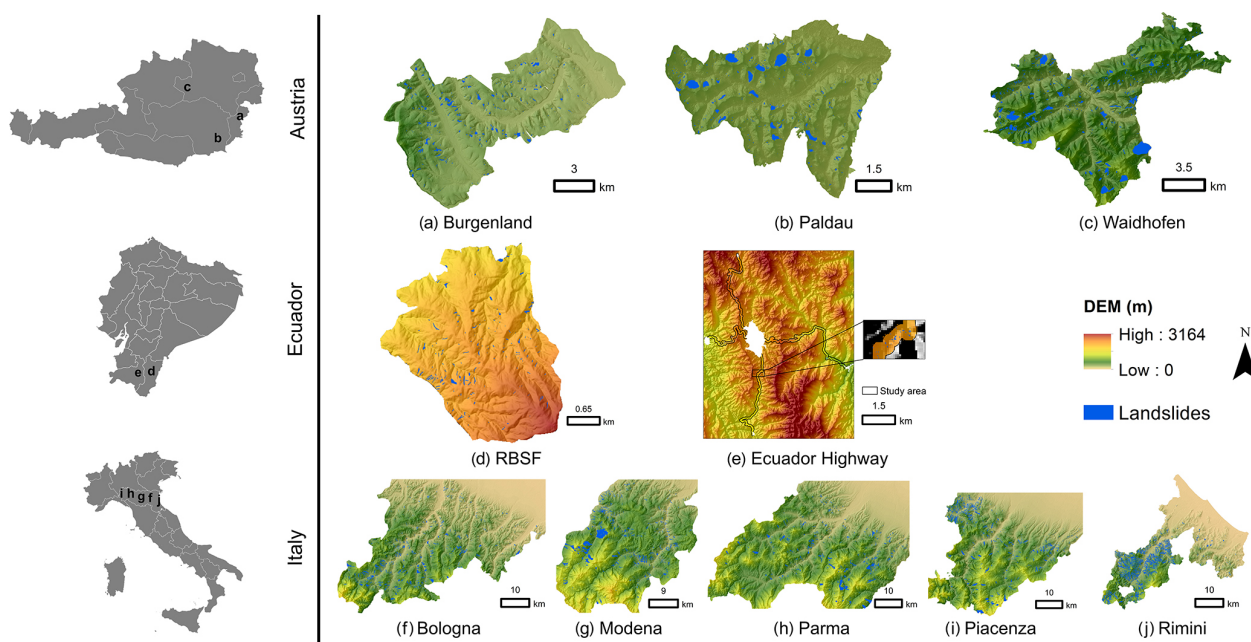 Austria
c
a
b
3
km
(a) Burgenland
1.5
km
(b) Paldau
3.5
km
(c) Waidhofen
Ecuador
e d
0.65
km
(d) RBSF
Study area
1.5
km
(e) Ecuador Highway
DEM (m)
High : 3164
Low : 0
Landslides
N
Italy
i h g f j
10
km
(f) Bologna
9
km
(g) Modena
10
km
(h) Parma
10
km
(i) Piacenza
10
km
(j) Rimini